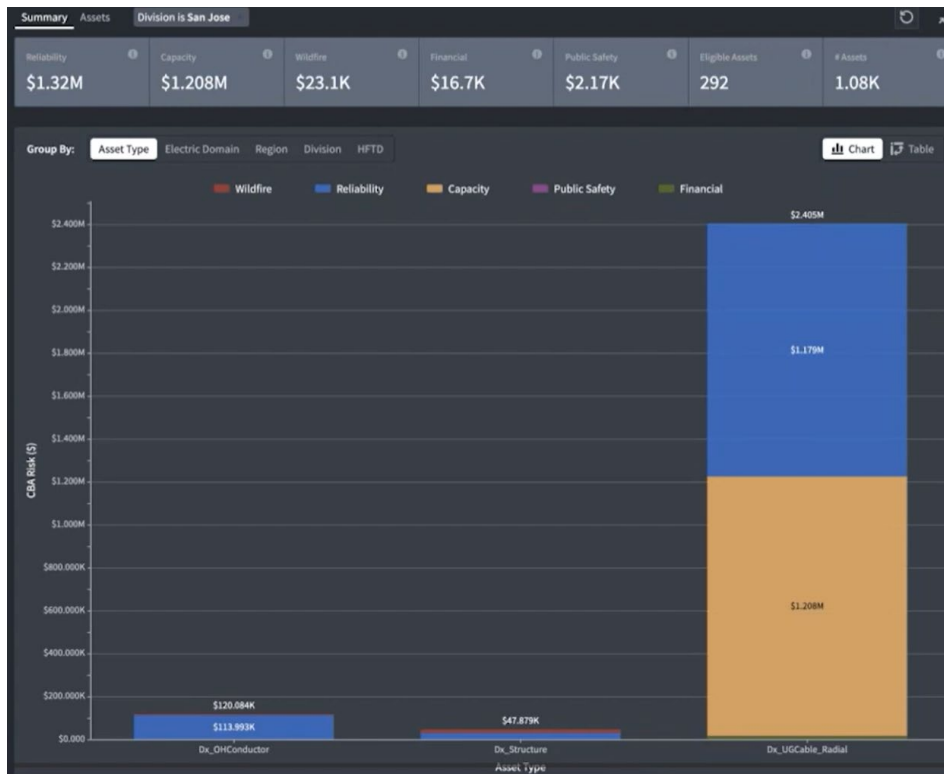 Summary Assets Division is San Jose
Reliability Capacity Wildfire Financial Public Safety Eligible Assets # Assets
$1.32M $1.208M $23.1K $16.7K $2.17K 292 1.08K
Group By: Asset Type Electric Domain Region Division HFTD Chart Table
Wildfire Reliability Capacity Public Safety Financial
$2.405M
$2.400M
$2.200M
$2.000M
$1.800M
$1.179M
$1.600M
$1.400M
CBA Risk ($)
$1.200M
$1.000M
$800.000K
$600.000K
$1.208M
$400.000K
$200.000K
$120.084K
$47.879K
$113.993K
$0.000
Dx_OHConductor Dx_Structure Dx_UGCable_Radial
Asset Type